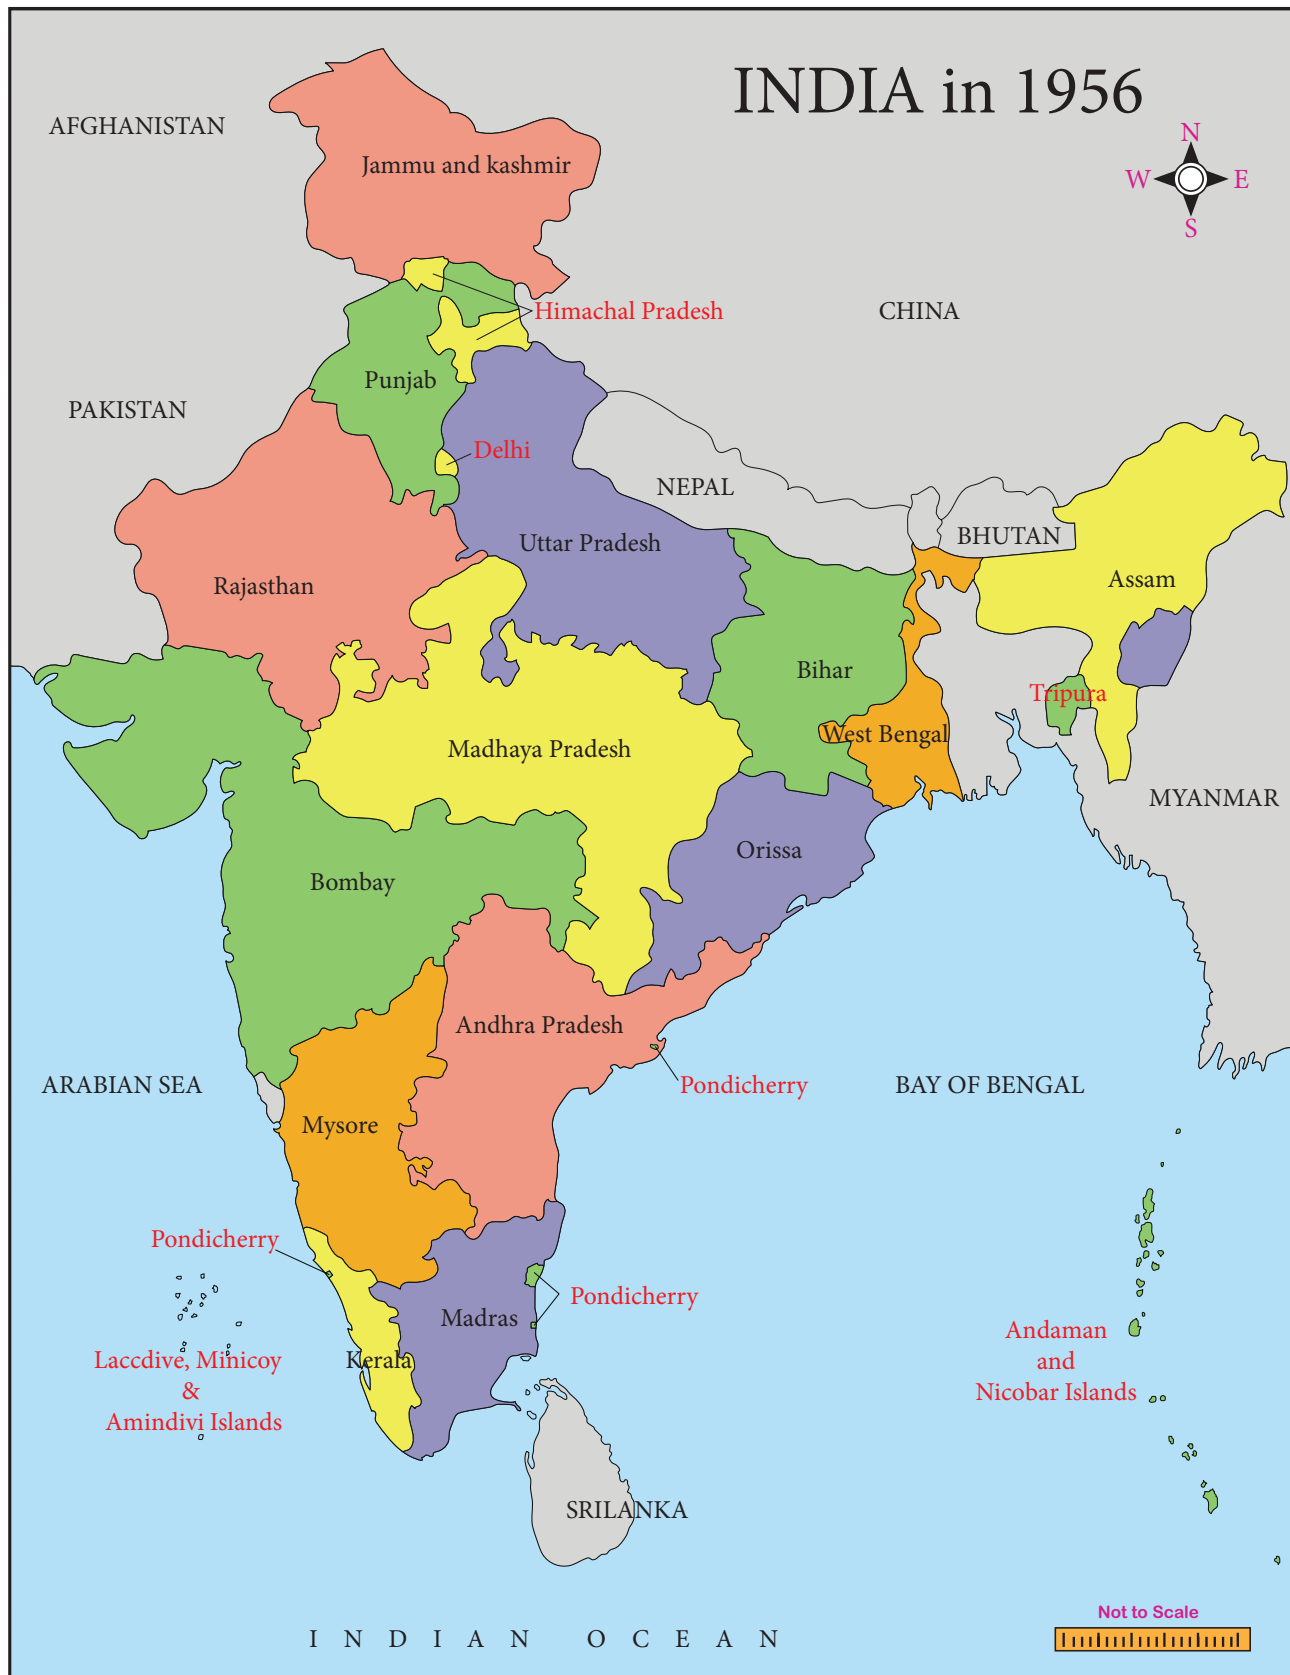 INDIA in 1956
AFGHANISTAN
N
W
E
S
Jammu and kashmir
Himachal Pradesh
CHINA
Punjab
PAKISTAN
Delhi
NEPAL
BHUTAN
Uttar Pradesh
Assam
Rajasthan
Bihar
Tripura
West Bengal
Madhaya Pradesh
MYANMAR
Orissa
Bombay
Andhra Pradesh
ARABIAN SEA
Pondicherry
BAY OF BENGAL
Mysore
Pondicherry
Pondicherry
Madras
Andaman
and
Nicobar Islands
Kerala
Laccdive, Minicoy
&
Amindivi Islands
SRILANKA
Not to Scale
INDIAN OCEAN